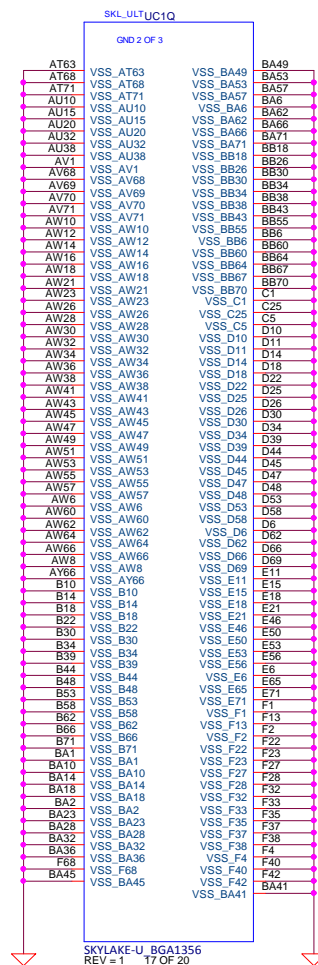 SKL_ULT UC1Q
GND 2 OF 3
AT63 VSS_AT63 VSS_BA49 BA49
AT68 VSS_AT68 VSS_BA53 BA53
AT71 VSS_AT71 VSS_BA57 BA57
AU10 VSS_AU10 VSS_BA6 BA6
AU15 VSS_AU15 VSS_BA62 BA62
AU20 VSS_AU20 VSS_BA66 BA66
AU32 VSS_AU32 VSS_BA71 BA71
AU38 VSS_AU38 VSS_BB18 BB18
AV1 VSS_AV1 VSS_BB26 BB26
AV68 VSS_AV68 VSS_BB30 BB30
AV69 VSS_AV69 VSS_BB34 BB34
AV70 VSS_AV70 VSS_BB38 BB38
AV71 VSS_AV71 VSS_BB43 BB43
AW10 VSS_AW10 VSS_BB55 BB55
AW12 VSS_AW12 VSS_BB6 BB6
AW14 VSS_AW14 VSS_BB60 BB60
AW16 VSS_AW16 VSS_BB64 BB64
AW18 VSS_AW18 VSS_BB67 BB67
AW21 VSS_AW21 VSS_BB70 BB70
AW23 VSS_AW23 VSS_C1 C1
AW26 VSS_AW26 VSS_C25 C25
AW28 VSS_AW28 VSS_C5 C5
AW30 VSS_AW30 VSS_D10 D10
AW32 VSS_AW32 VSS_D11 D11
AW34 VSS_AW34 VSS_D14 D14
AW36 VSS_AW36 VSS_D18 D18
AW38 VSS_AW38 VSS_D22 D22
AW41 VSS_AW41 VSS_D25 D25
AW43 VSS_AW43 VSS_D26 D26
AW45 VSS_AW45 VSS_D30 D30
AW47 VSS_AW47 VSS_D34 D34
AW49 VSS_AW49 VSS_D39 D39
AW51 VSS_AW51 VSS_D44 D44
AW53 VSS_AW53 VSS_D45 D45
AW55 VSS_AW55 VSS_D47 D47
AW57 VSS_AW57 VSS_D48 D48
AW6 VSS_AW6 VSS_D53 D53
AW60 VSS_AW60 VSS_D58 D58
AW62 VSS_AW62 VSS_D6 D6
AW64 VSS_AW64 VSS_D62 D62
AW66 VSS_AW66 VSS_D66 D66
AW8 VSS_AW8 VSS_D69 D69
AY66 VSS_AY66 VSS_E11 E11
B10 VSS_B10 VSS_E15 E15
B14 VSS_B14 VSS_E18 E18
B18 VSS_B18 VSS_E21 E21
B22 VSS_B22 VSS_E46 E46
B30 VSS_B30 VSS_E50 E50
B34 VSS_B34 VSS_E53 E53
B39 VSS_B39 VSS_E56 E56
B44 VSS_B44 VSS_E6 E6
B48 VSS_B48 VSS_E65 E65
B53 VSS_B53 VSS_E71 E71
B58 VSS_B58 VSS_F1 F1
B62 VSS_B62 VSS_F13 F13
B66 VSS_B66 VSS_F2 F2
B71 VSS_B71 VSS_F22 F22
BA1 VSS_BA1 VSS_F23 F23
BA10 VSS_BA10 VSS_F27 F27
BA14 VSS_BA14 VSS_F28 F28
BA18 VSS_BA18 VSS_F32 F32
BA2 VSS_BA2 VSS_F33 F33
BA23 VSS_BA23 VSS_F35 F35
BA28 VSS_BA28 VSS_F37 F37
BA32 VSS_BA32 VSS_F38 F38
BA36 VSS_BA36 VSS_F4 F4
F68 VSS_F68 VSS_F40 F40
BA45 VSS_BA45 VSS_F42 F42
VSS_BA41 BA41
SKYLAKE-U_BGA1356
REV = 1 17 OF 20